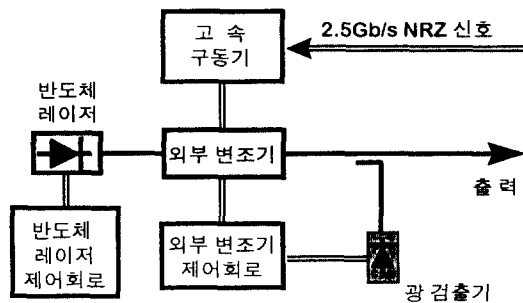 고 속
구동기
2.5Gb/s NRZ 신호
반도체
레이저
외부 변조기
출 력
반도체
레이저
제어회로
외부 변조기
제어회로
광 검출기